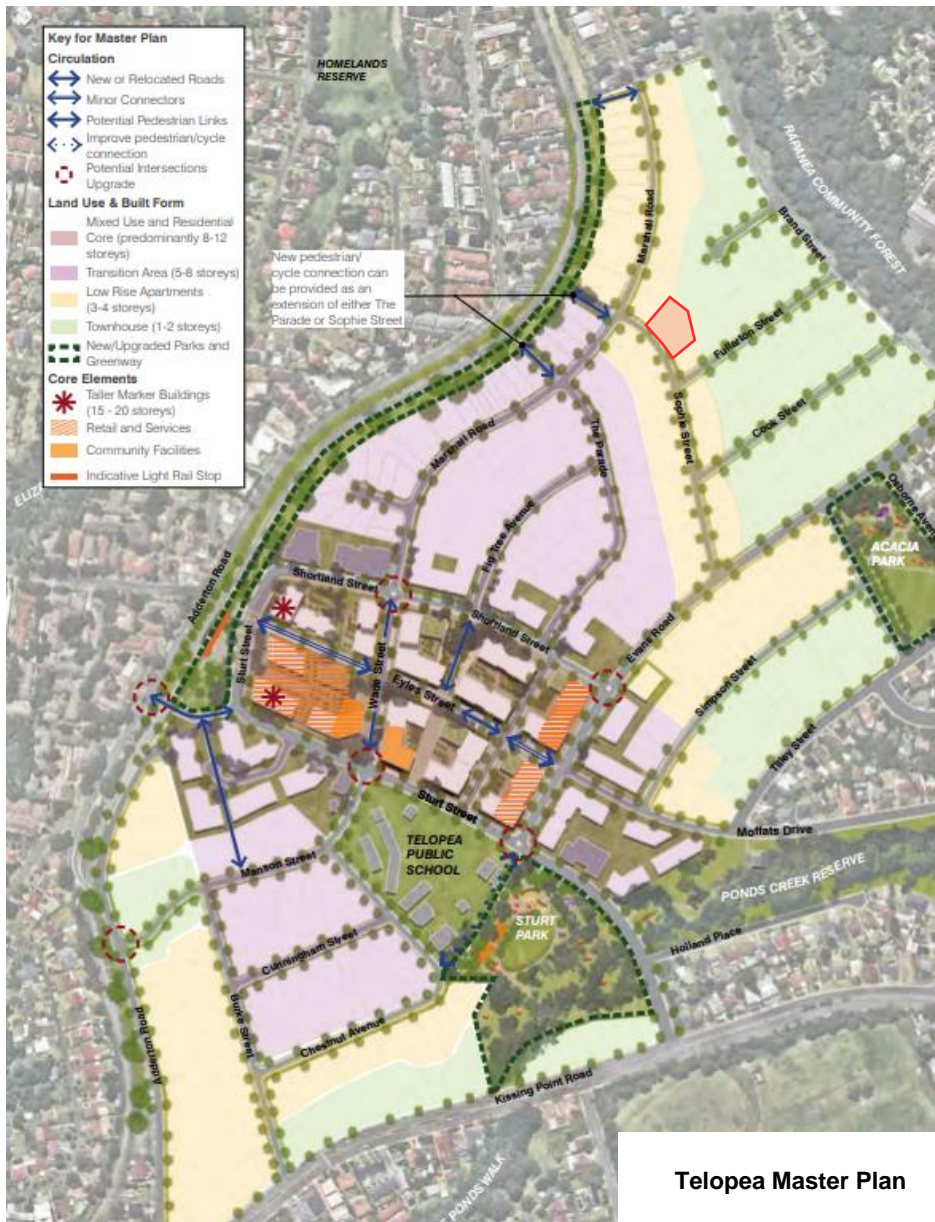 Key for Master Plan
Circulation
New or Relocated Roads
Minor Connectors
Potential Pedestrian Links
Improve pedestrian/cycle
connection
Potential Intersections
Upgrade
Land Use & Built Form
Mixed Use and Residential
Core (predominantly 8-12
storeys)
Transition Area (5-8 storeys)
Low Rise Apartments
(3-4 storeys)
Townhouse (1-2 storeys)
New/Upgraded Parks and
Greenway
Core Elements
Taller Marker Buildings
(15 - 20 storeys)
Retail and Services
Community Facilities
Indicative Light Rail Stop
HOMELANDS
RESERVE
RAPANEA COMMUNITY FOREST
Marshall Road
Brand Street
New pedestrian/
cycle connection can
be provided as an
extension of either The
Parade or Sophie Street
Fullarton Street
Sophie Street
Cook Street
Marshall Road
The Parade
Fig Tree Avenue
Osborne Avenue
ACACIA
PARK
ELIZ
Adderton Road
Shortland Street
Shortland Street
Evans Road
Sturt Street
Wade Street
Eyles Street
Simpson Street
Tilley Street
Sturt Street
Moffats Drive
TELOPEA
PUBLIC
SCHOOL
PONDS CREEK RESERVE
Manson Street
STURT
PARK
Holland Place
Cunningham Street
Burke Street
Chestnut Avenue
Adderton Road
Kissing Point Road
PONDS WALK
Telopea Master Plan